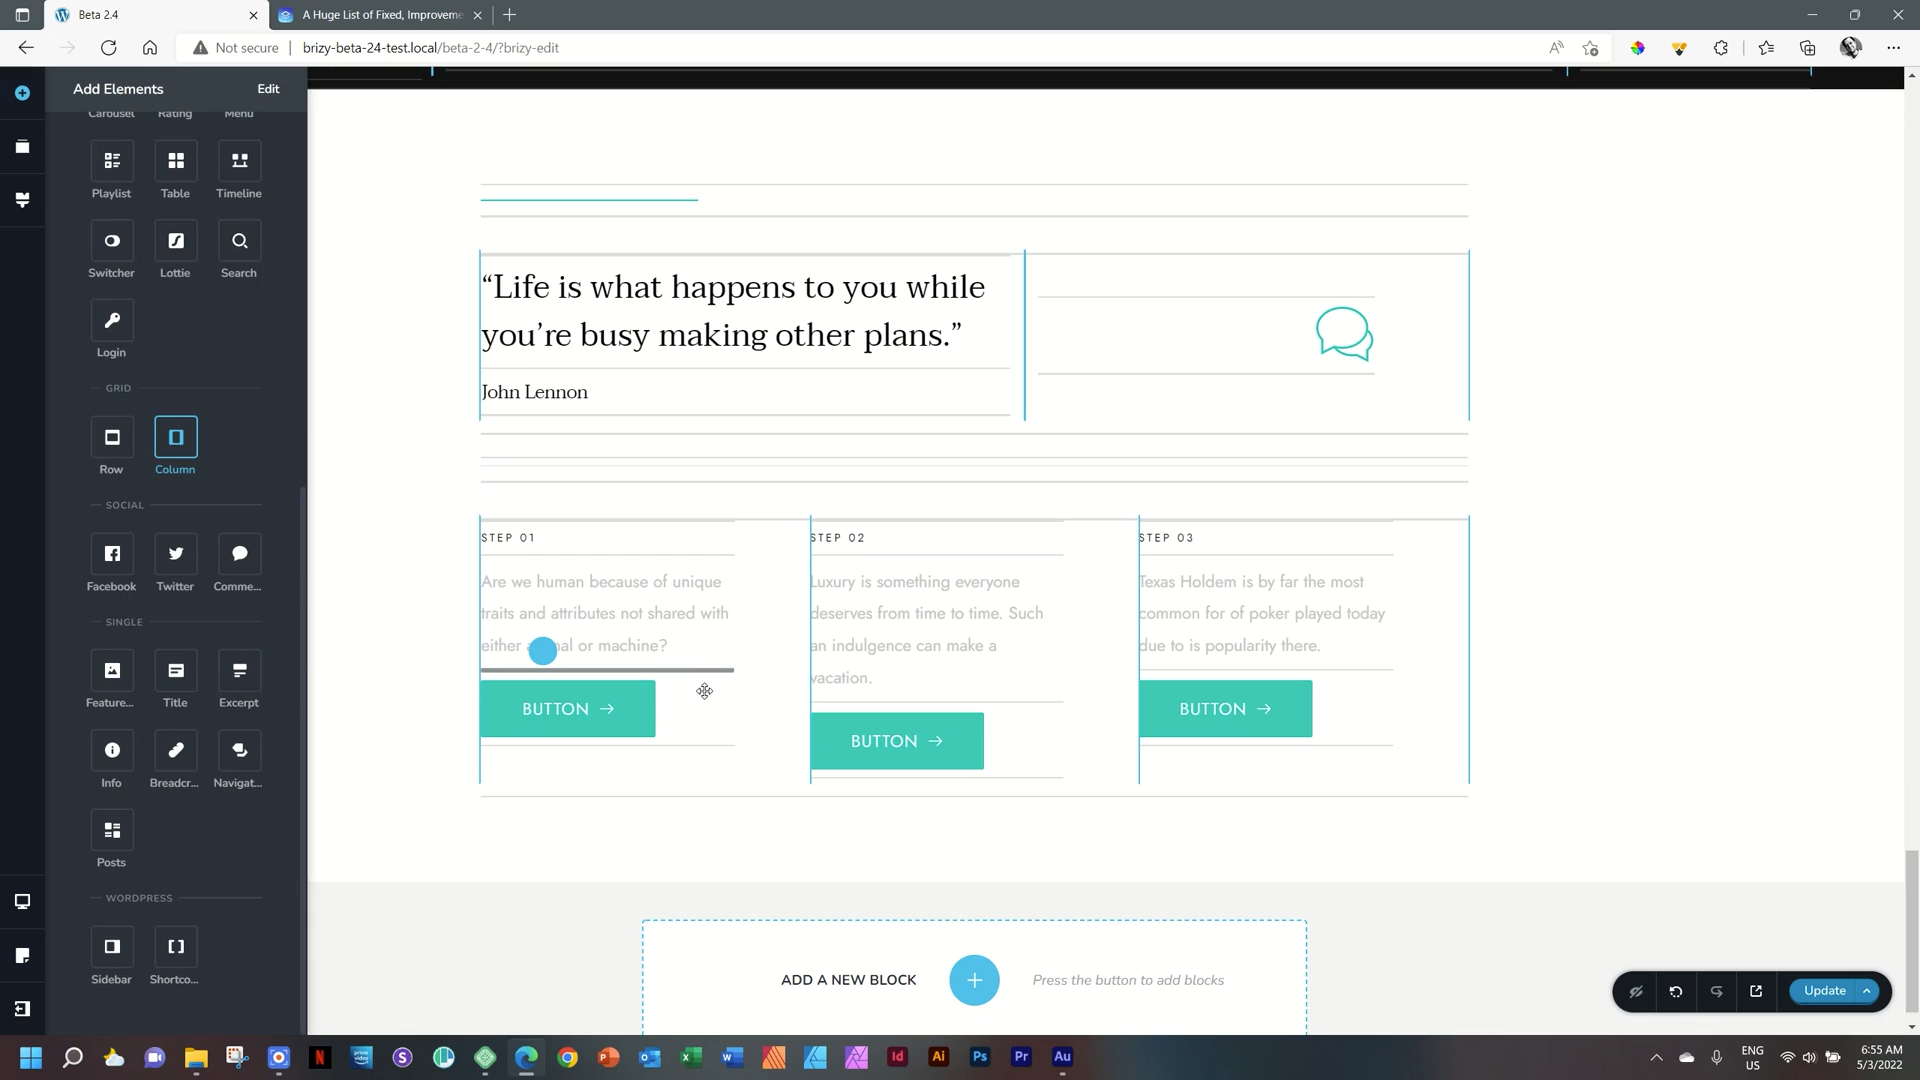 Beta 2.4
A Huge List of Fixed, Improveme
Not secure
brizy-beta-24-test.local/beta-2-4/?brizy-edit
Add Elements
Edit
Carousel
Rating
Menu
Playlist
Table
Timeline
Switcher
Lottie
Search
Login
GRID
Row
Column
SOCIAL
Facebook
Twitter
Comme...
SINGLE
Feature...
Title
Excerpt
Info
Breadcr...
Navigat...
Posts
WORDPRESS
Sidebar
Shortco...
“Life is what happens to you while
you’re busy making other plans.”
John Lennon
STEP 01
Are we human because of unique
traits and attributes not shared with
either al or machine?
BUTTON
STEP 02
Luxury is something everyone
deserves from time to time. Such
an indulgence can make a
vacation.
BUTTON
STEP 03
Texas Holdem is by far the most
common for of poker played today
due to is popularity there.
BUTTON
ADD A NEW BLOCK
Press the button to add blocks
Update
ENG
US
6:55 AM
5/3/2022